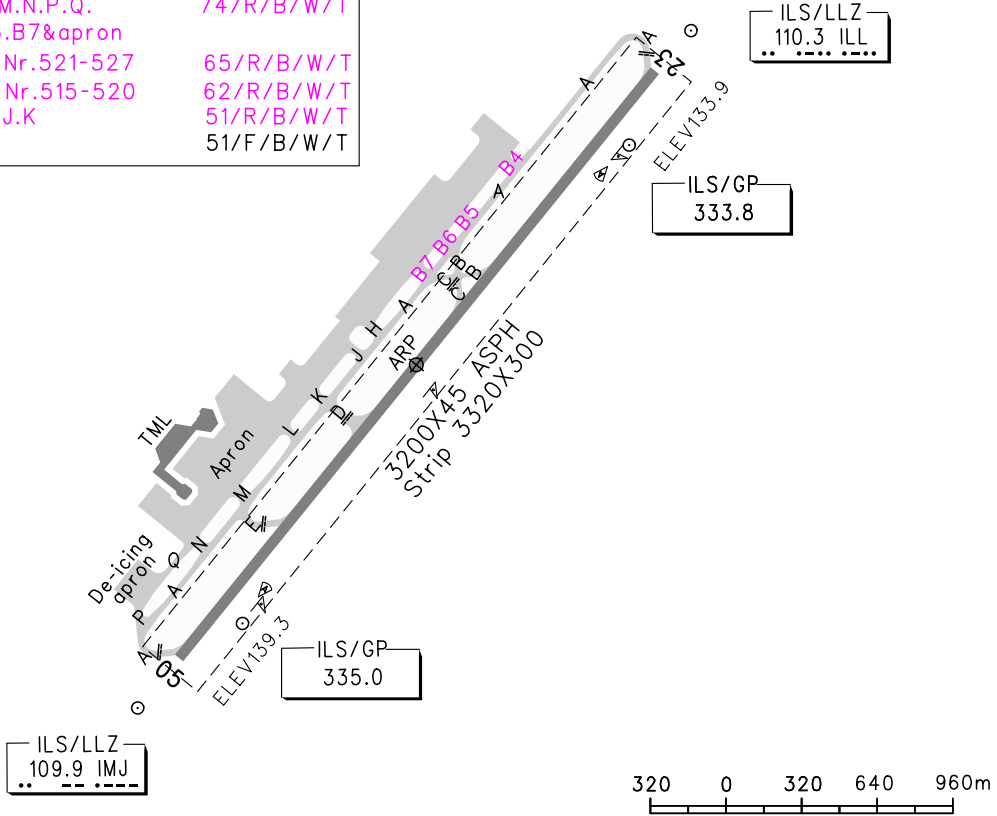 M.N.P.Q. 74/R/B/W/T
.B7&apron
Nr.521-527 65/R/B/W/T
Nr.515-520 62/R/B/W/T
J.K 51/R/B/W/T
51/F/B/W/T
ILS/LLZ
110.3 ILL
A
23
A
ELEV133.9
B4
A
ILS/GP
333.8
B5
B6
B7
B
B
C
C
A
H
J
ARP
K
D
L
3200X45 ASPH
Strip 3320X300
TML
Apron
M
E
N
Q
De-icing
apron
A
P
A
05
ELEV139.3
ILS/GP
335.0
ILS/LLZ
109.9 IMJ
320 0 320 640 960m